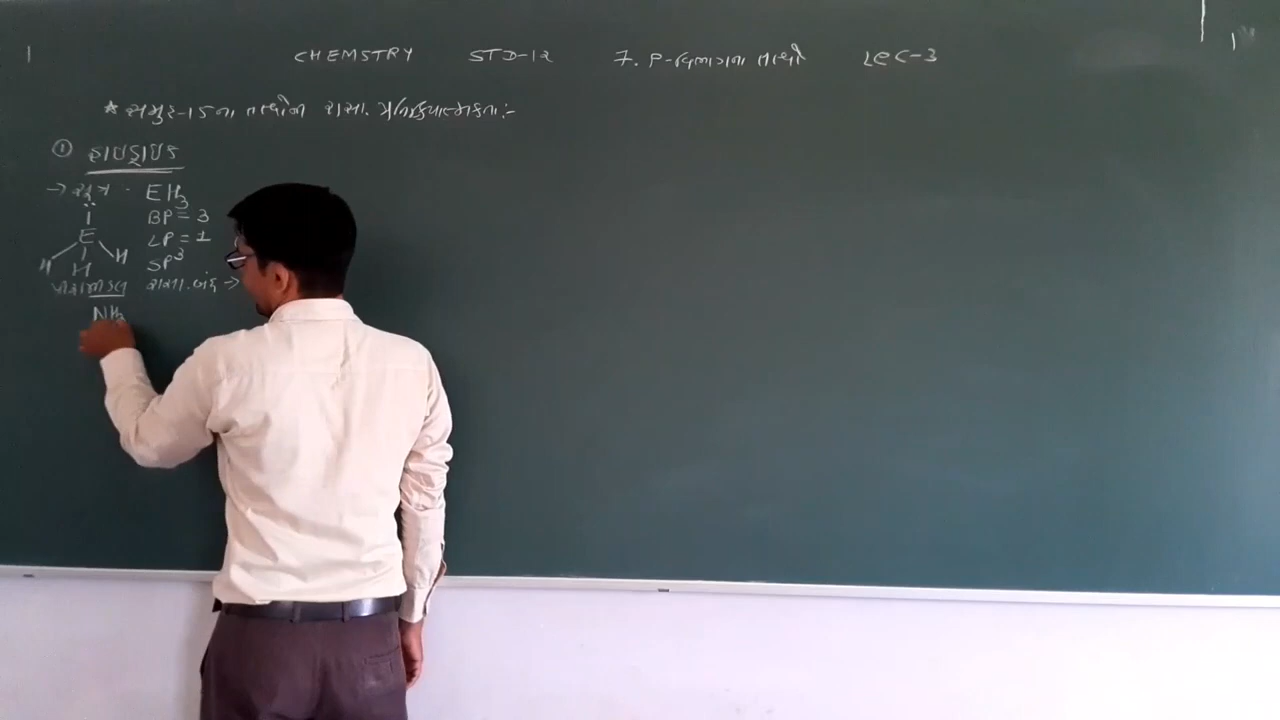 CHEMSTRY STD-12 7. P-વિભાગના તત્વો LEC-3
* સમુહ-15ના તત્વોની રાસા. પ્રતિક્રિયાત્મકતા:-
① હાઇડ્રાઇડ
→ સૂત્ર - EH3
BP = 3
E LP = 1
H H H SP3
રાસા. બંધ →
NH3